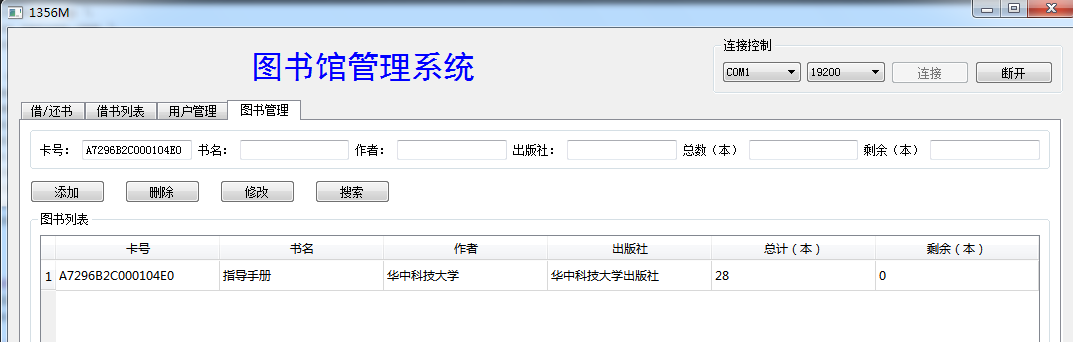 1356M
图书馆管理系统
连接控制
COM1 19200 连接 断开
借/还书 借书列表 用户管理 图书管理
卡号： A7296B2C000104E0 书名： 作者： 出版社： 总数（本） 剩余（本）
添加 删除 修改 搜索
图书列表
卡号 书名 作者 出版社 总计（本） 剩余（本）
1 A7296B2C000104E0 指导手册 华中科技大学 华中科技大学出版社 28 0